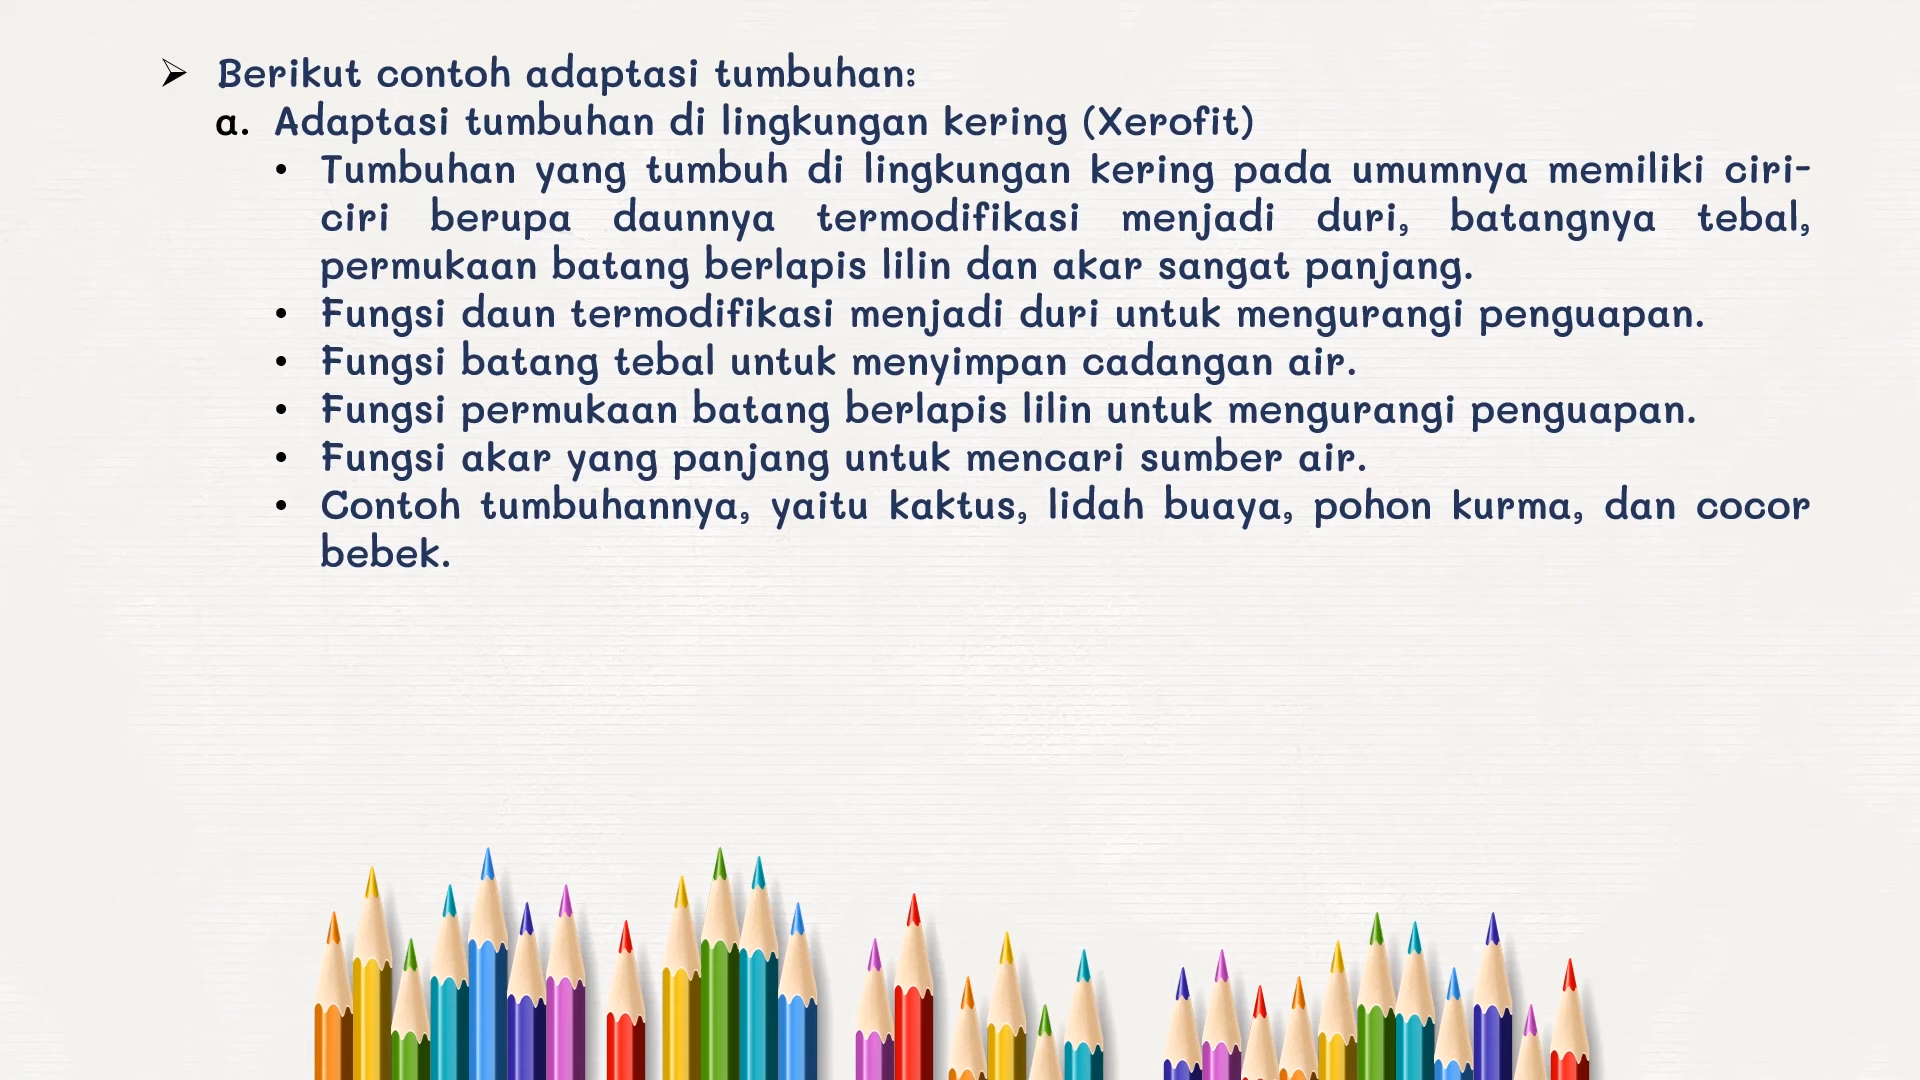 ➢ Berikut contoh adaptasi tumbuhan:
a. Adaptasi tumbuhan di lingkungan kering (Xerofit)
• Tumbuhan yang tumbuh di lingkungan kering pada umumnya memiliki ciri-
ciri berupa daunnya termodifikasi menjadi duri, batangnya tebal,
permukaan batang berlapis lilin dan akar sangat panjang.
• Fungsi daun termodifikasi menjadi duri untuk mengurangi penguapan.
• Fungsi batang tebal untuk menyimpan cadangan air.
• Fungsi permukaan batang berlapis lilin untuk mengurangi penguapan.
• Fungsi akar yang panjang untuk mencari sumber air.
• Contoh tumbuhannya, yaitu kaktus, lidah buaya, pohon kurma, dan cocor
bebek.